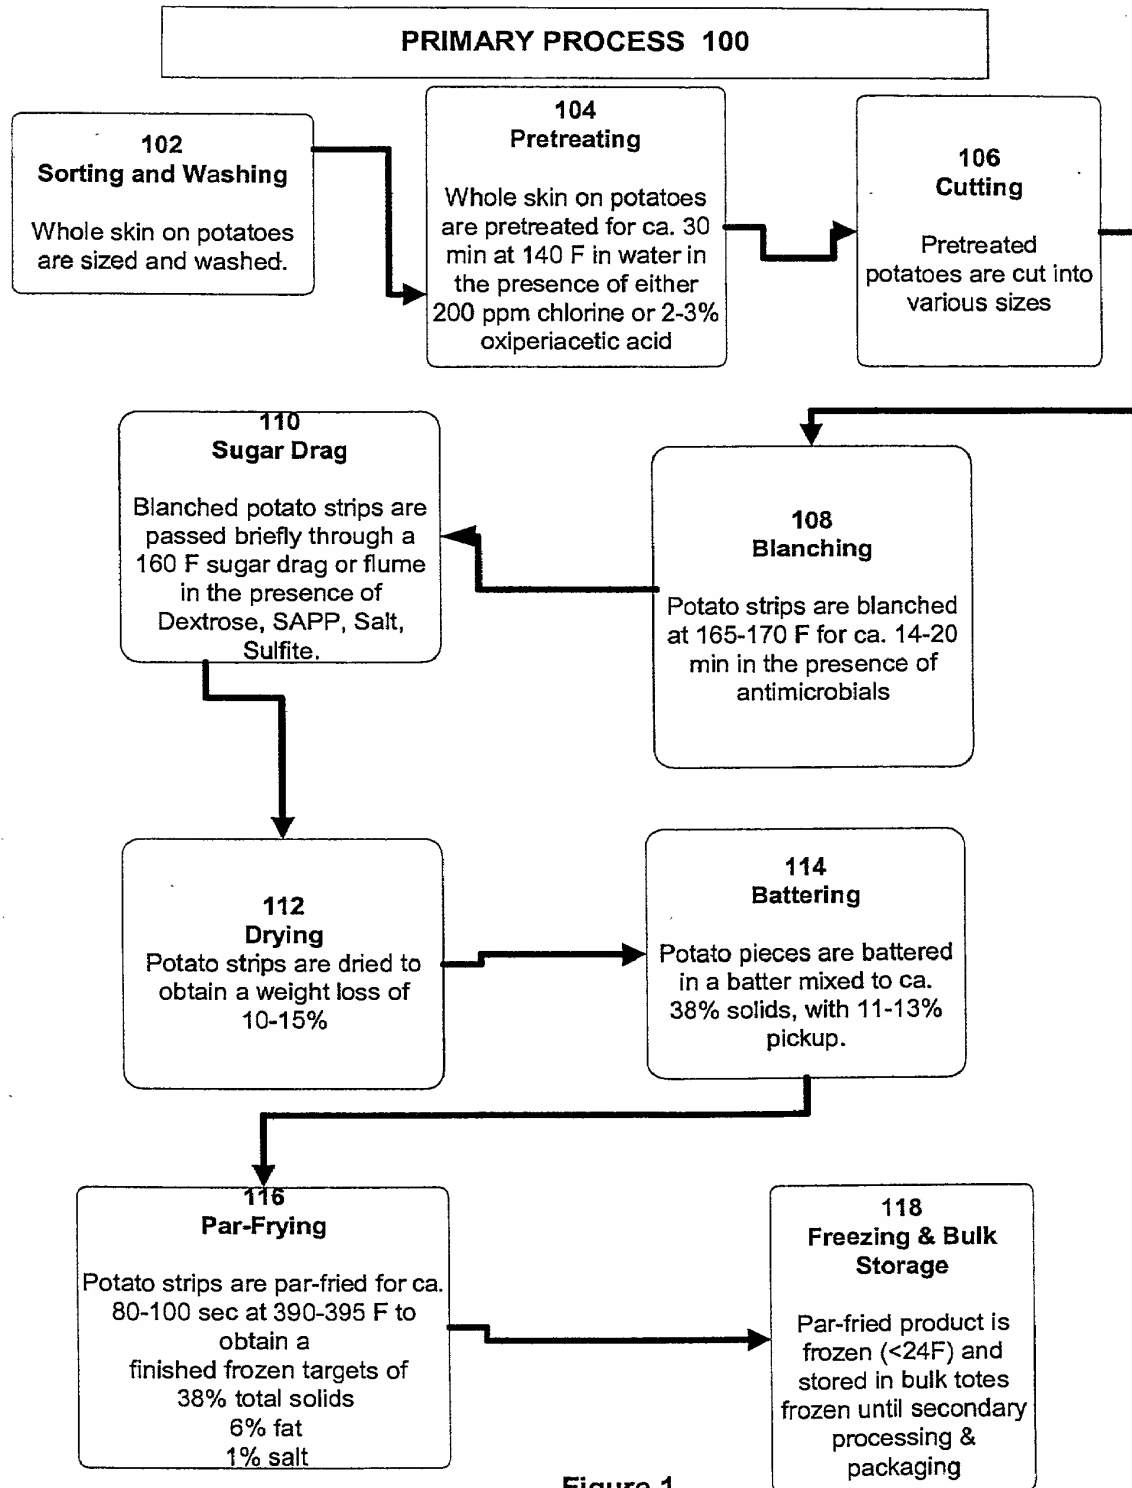 PRIMARY PROCESS 100
102
Sorting and Washing
Whole skin on potatoes
are sized and washed.
104
Pretreating
Whole skin on potatoes
are pretreated for ca. 30
min at 140 F in water in
the presence of either
200 ppm chlorine or 2-3%
oxiperiacetic acid
106
Cutting
Pretreated
potatoes are cut into
various sizes
108
Blanching
Potato strips are blanched
at 165-170 F for ca. 14-20
min in the presence of
antimicrobials
110
Sugar Drag
Blanched potato strips are
passed briefly through a
160 F sugar drag or flume
in the presence of
Dextrose, SAPP, Salt,
Sulfite.
112
Drying
Potato strips are dried to
obtain a weight loss of
10-15%
114
Battering
Potato pieces are battered
in a batter mixed to ca.
38% solids, with 11-13%
pickup.
116
Par-Frying
Potato strips are par-fried for ca.
80-100 sec at 390-395 F to
obtain a
finished frozen targets of
38% total solids
6% fat
1% salt
118
Freezing & Bulk
Storage
Par-fried product is
frozen (<24F) and
stored in bulk totes
frozen until secondary
processing &
packaging
Figure 1